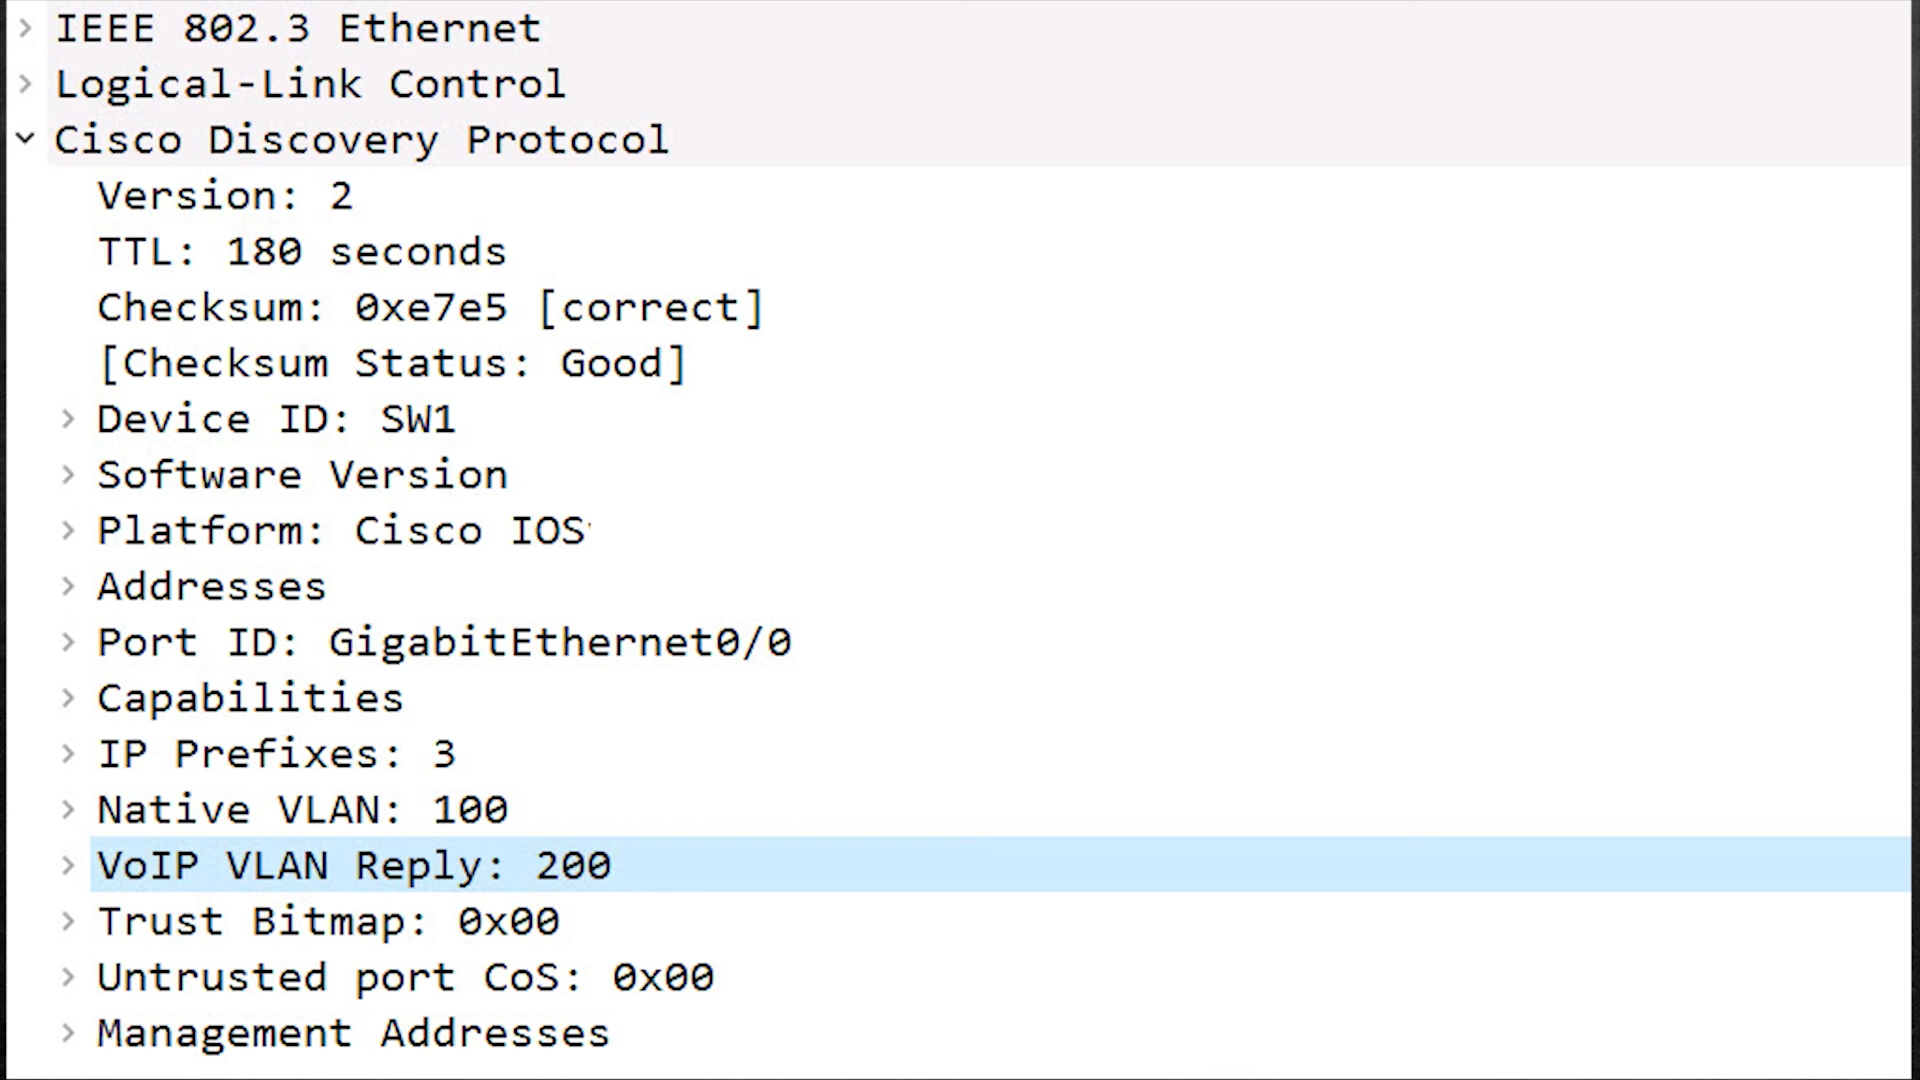 IEEE 802.3 Ethernet
Logical-Link Control
Cisco Discovery Protocol
Version: 2
TTL: 180 seconds
Checksum: 0xe7e5 [correct]
[Checksum Status: Good]
Device ID: SW1
Software Version
Platform: Cisco IOS
Addresses
Port ID: GigabitEthernet0/0
Capabilities
IP Prefixes: 3
Native VLAN: 100
VoIP VLAN Reply: 200
Trust Bitmap: 0x00
Untrusted port CoS: 0x00
Management Addresses